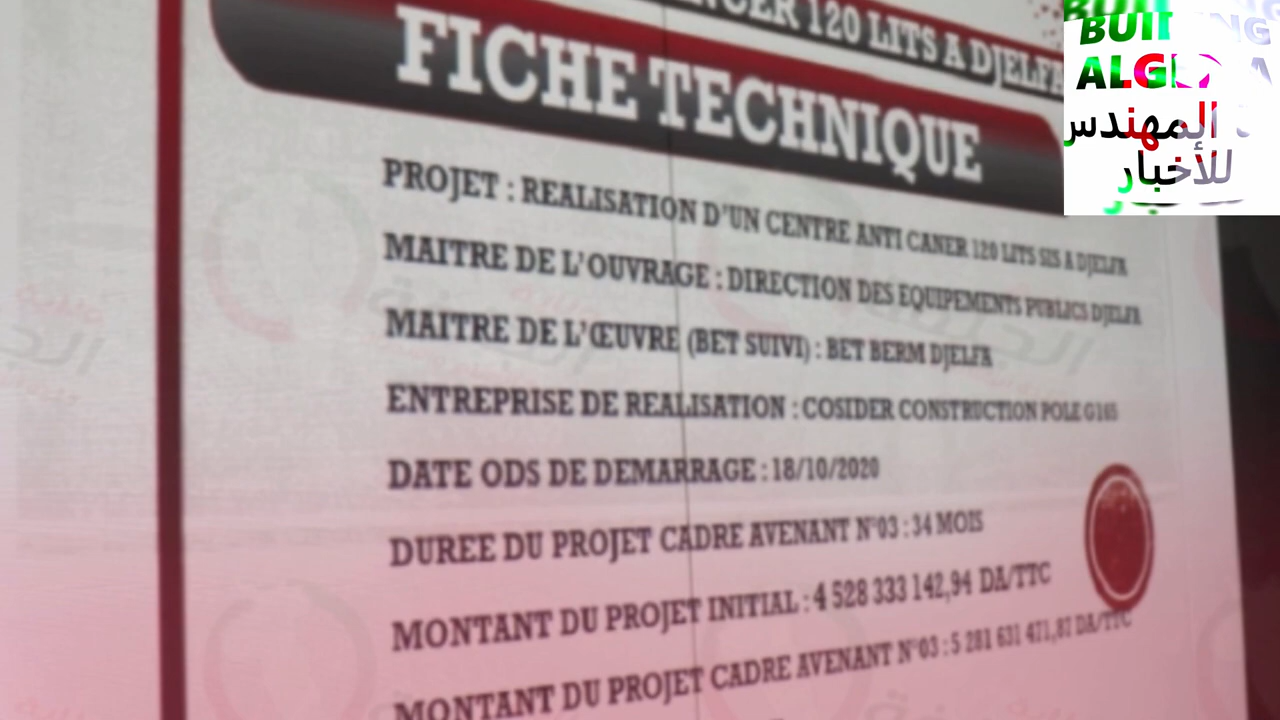 ANCER 120 LITS A DJELFA
FICHE TECHNIQUE
PROJET : REALISATION D'UN CENTRE ANTI CANER 120 LITS SIS A DJELFA
MAITRE DE L'OUVRAGE : DIRECTION DES EQUIPEMENTS PUBLICS DJELFA
MAITRE DE L'ŒUVRE (BET SUIVI) : BET BERM DJELFA
ENTREPRISE DE REALISATION : COSIDER CONSTRUCTION POLE G165
DATE ODS DE DEMARRAGE : 18/10/2020
DUREE DU PROJET CADRE AVENANT N°03 : 34 MOIS
MONTANT DU PROJET INITIAL : 4 528 333 142,94 DA/TTC
MONTANT DU PROJET CADRE AVENANT N°03 : 5 281 631 471,87 DA/TTC
المهندس
للأخبار